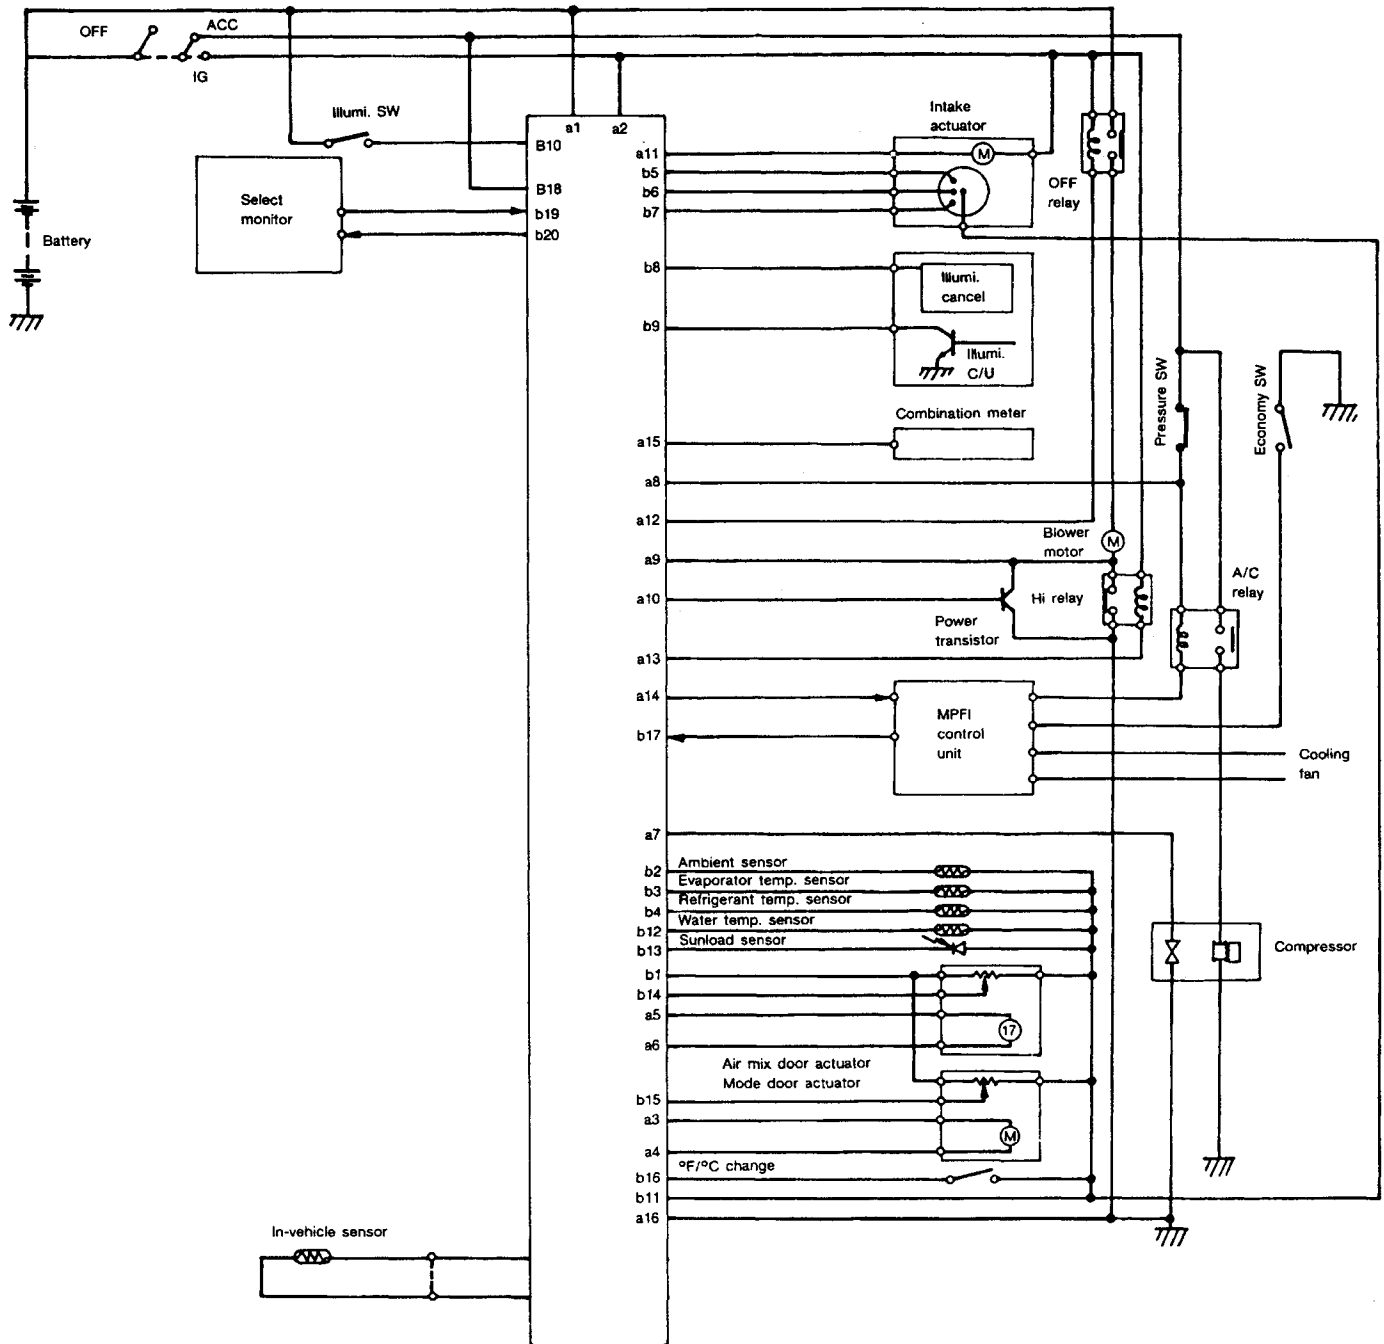 OFF
ACC
IG
Illumi. SW
a1
a2
B10
B18
b19
b20
Select
monitor
Battery
a11
b5
b6
b7
Intake
actuator
M
OFF
relay
b8
b9
Illumi.
cancel
Illumi.
C/U
Combination meter
a15
a8
a12
Pressure SW
Economy SW
Blower
motor
M
a9
a10
Hi relay
Power
transistor
A/C
relay
a13
a14
b17
MPFI
control
unit
Cooling
fan
a7
b2
Ambient sensor
b3
Evaporator temp. sensor
b4
Refrigerant temp. sensor
b12
Water temp. sensor
b13
Sunload sensor
Compressor
b1
b14
a5
17
a6
Air mix door actuator
Mode door actuator
b15
a3
M
a4
°F/°C change
b16
b11
a16
In-vehicle sensor